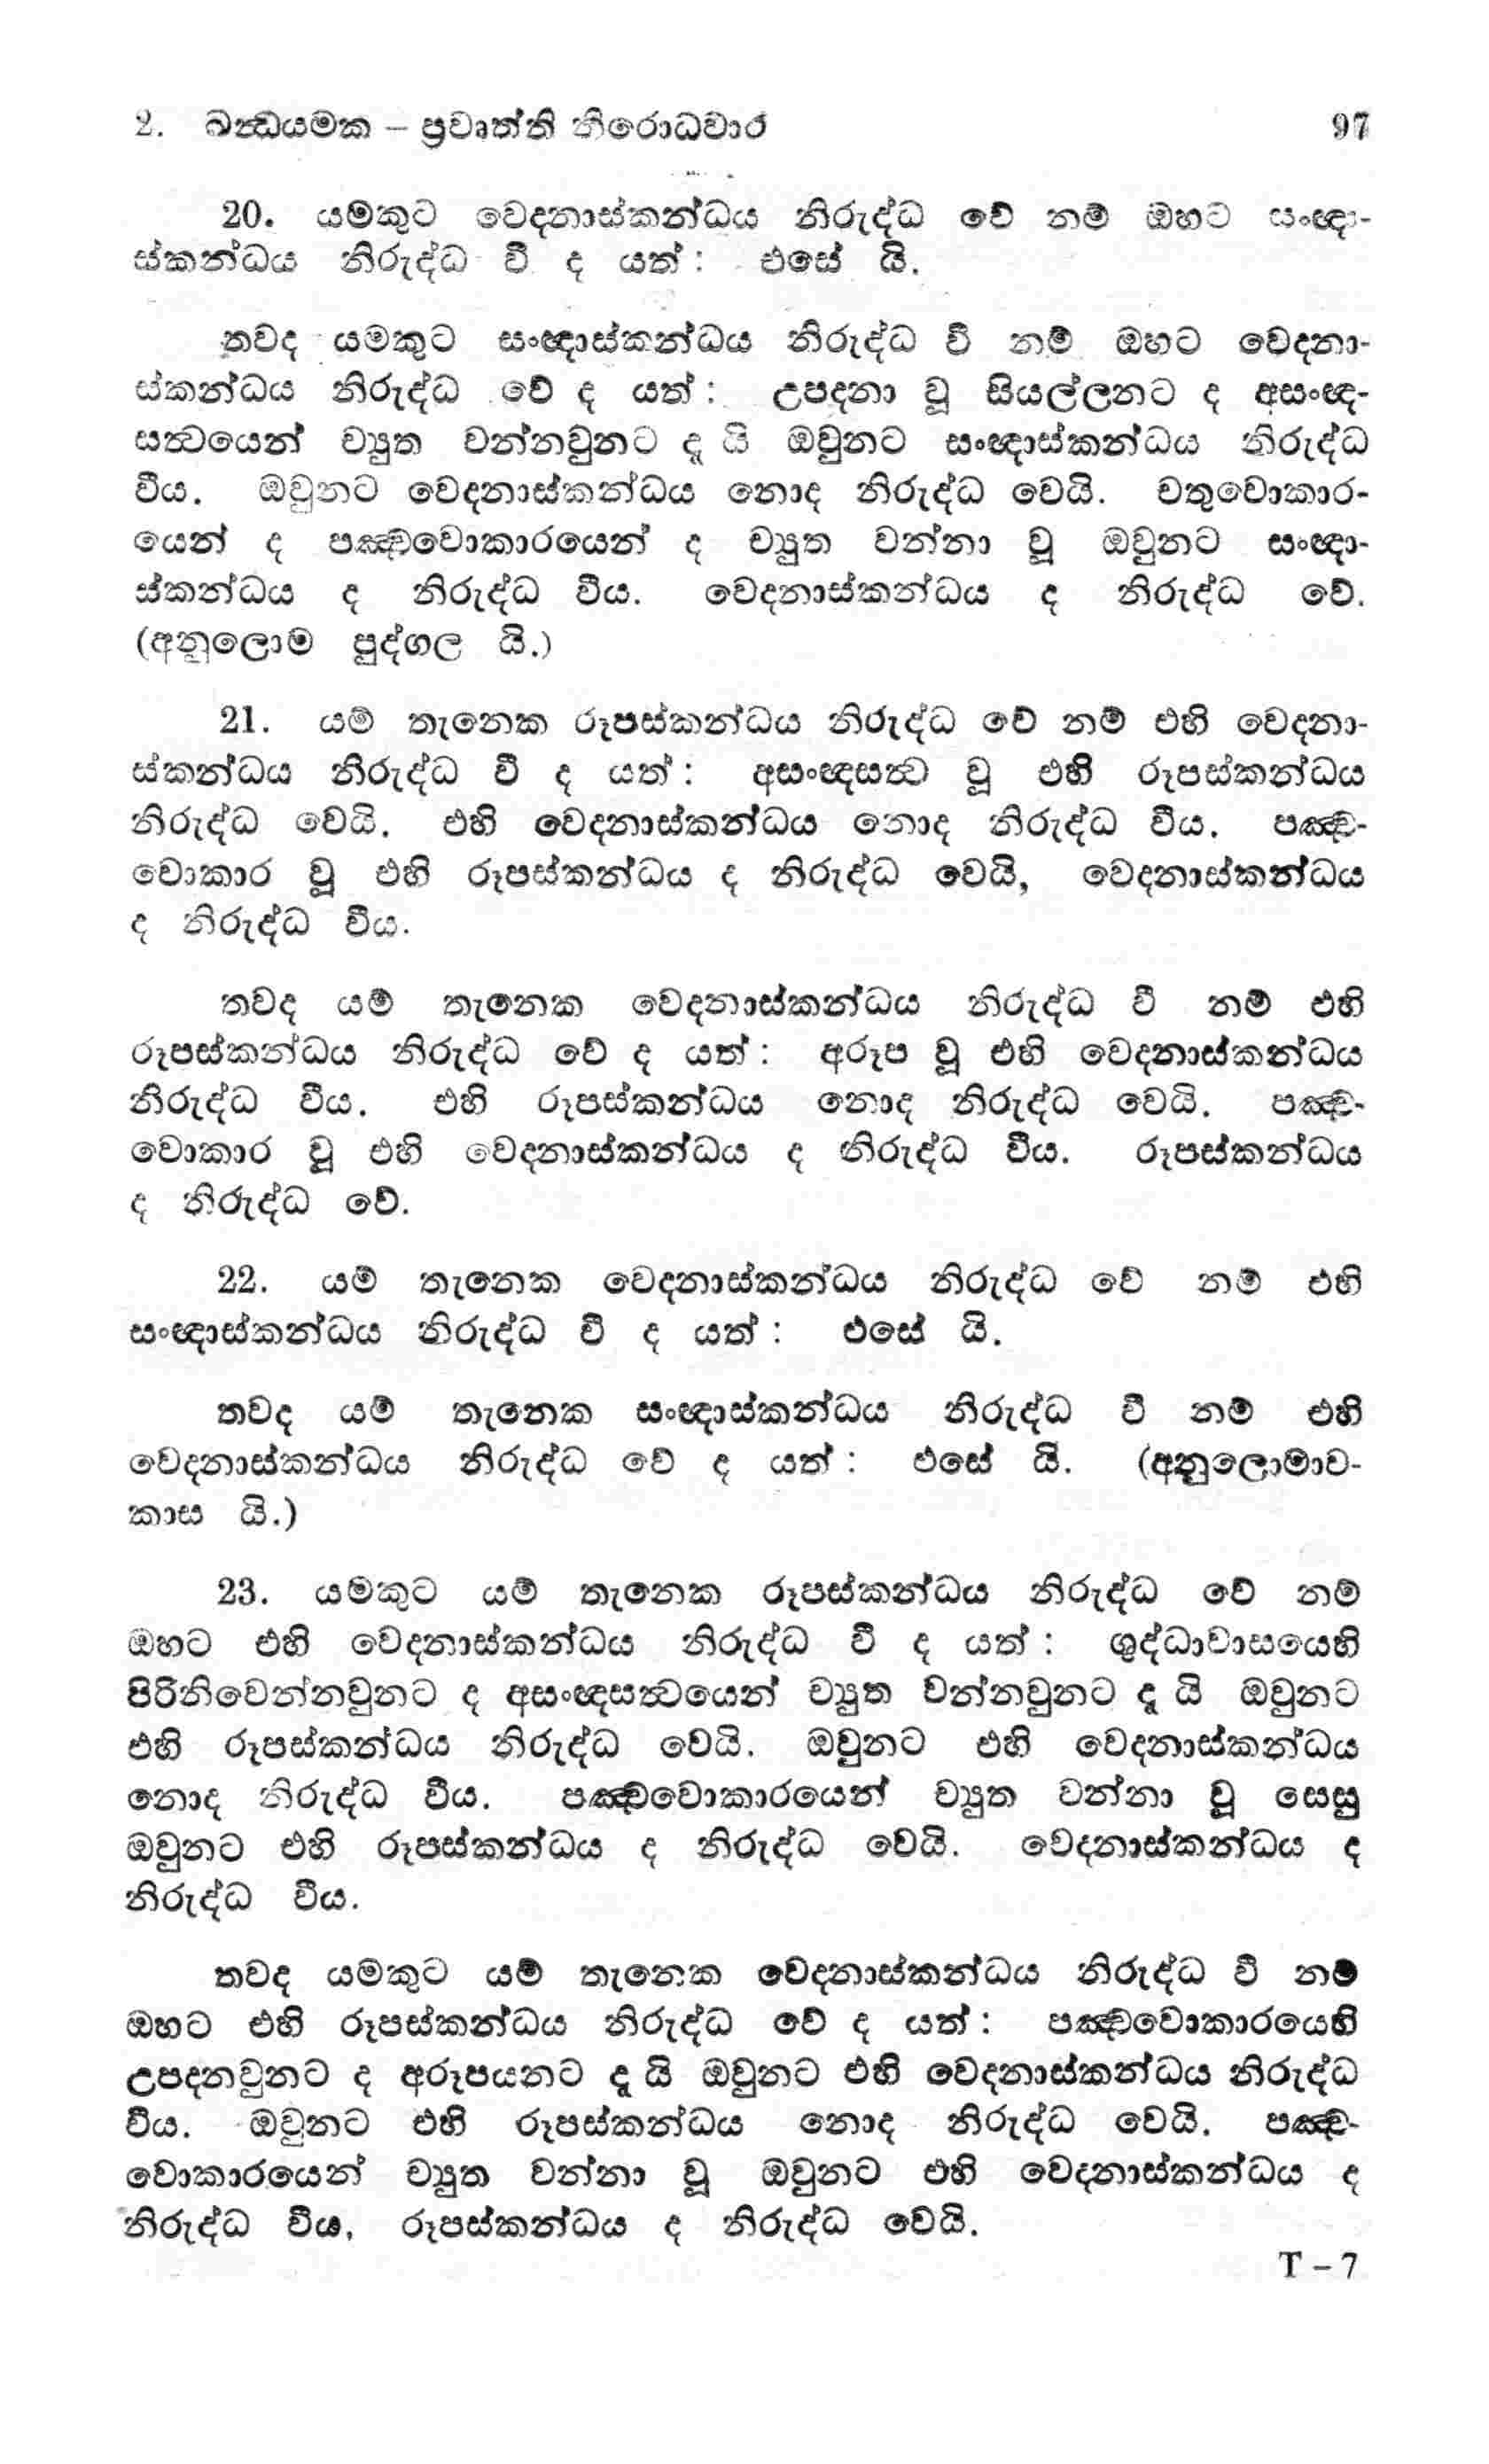 2. ඛන්ධයමක – ප්‍රවෘත්ති නිරොධවාර 97
20. යමකුට වෙදනාස්කන්ධය නිරුද්ධ වේ නම් ඔහට සංඥා-
ස්කන්ධය නිරුද්ධ වී ද යත් : එසේ යි.
තවද යමකුට සංඥාස්කන්ධය නිරුද්ධ වී නම් ඔහට වෙදනා-
ස්කන්ධය නිරුද්ධ වේ ද යත් : උපදනා වූ සියල්ලනට ද අසංඥ-
සත්‍වයෙන් ච්‍යුත වන්නවුනට දු යි ඔවුනට සංඥාස්කන්ධය නිරුද්ධ
විය. ඔවුනට වෙදනාස්කන්ධය නොද නිරුද්ධ වෙයි. චතුවොකාර-
යෙන් ද පඤ්චවොකාරයෙන් ද ච්‍යුත වන්නා වූ ඔවුනට සංඥා-
ස්කන්ධය ද නිරුද්ධ විය. වෙදනාස්කන්ධය ද නිරුද්ධ වේ.
(අනුලොම පුද්ගල යි.)
21. යම් තැනෙක රූපස්කන්ධය නිරුද්ධ වේ නම් එහි වෙදනා-
ස්කන්ධය නිරුද්ධ වී ද යත් : අසංඥසත්‍ව වූ එහි රූපස්කන්ධය
නිරුද්ධ වෙයි. එහි වෙදනාස්කන්ධය නොද නිරුද්ධ විය. පඤ්ච-
වොකාර වූ එහි රූපස්කන්ධය ද නිරුද්ධ වෙයි, වෙදනාස්කන්ධය
ද නිරුද්ධ විය.
තවද යම් තැනෙක වෙදනාස්කන්ධය නිරුද්ධ වී නම් එහි
රූපස්කන්ධය නිරුද්ධ වේ ද යත් : අරූප වූ එහි වෙදනාස්කන්ධය
නිරුද්ධ විය. එහි රූපස්කන්ධය නොද නිරුද්ධ වෙයි. පඤ්ච-
වොකාර වූ එහි වෙදනාස්කන්ධය ද නිරුද්ධ විය. රූපස්කන්ධය
ද නිරුද්ධ වේ.
22. යම් තැනෙක වෙදනාස්කන්ධය නිරුද්ධ වේ නම් එහි
සංඥාස්කන්ධය නිරුද්ධ වී ද යත් : එසේ යි.
තවද යම් තැනෙක සංඥාස්කන්ධය නිරුද්ධ වී නම් එහි
වෙදනාස්කන්ධය නිරුද්ධ වේ ද යත් : එසේ යි. (අනුලොමාව-
කාස යි.)
23. යමකුට යම් තැනෙක රූපස්කන්ධය නිරුද්ධ වේ නම්
ඔහට එහි වෙදනාස්කන්ධය නිරුද්ධ වී ද යත් : ශුද්ධාවාසයෙහි
පිරිනිවෙන්නවුනට ද අසංඥසත්‍වයෙන් ච්‍යුත වන්නවුනට දු යි ඔවුනට
එහි රූපස්කන්ධය නිරුද්ධ වෙයි. ඔවුනට එහි වෙදනාස්කන්ධය
නොද නිරුද්ධ විය. පඤ්චවොකාරයෙන් ච්‍යුත වන්නා වූ සෙසු
ඔවුනට එහි රූපස්කන්ධය ද නිරුද්ධ වෙයි. වෙදනාස්කන්ධය ද
නිරුද්ධ විය.
තවද යමකුට යම් තැනෙක වෙදනාස්කන්ධය නිරුද්ධ වී නම්
ඔහට එහි රූපස්කන්ධය නිරුද්ධ වේ ද යත් : පඤ්චවොකාරයෙහි
උපදනවුනට ද අරූපයනට දු යි ඔවුනට එහි වෙදනාස්කන්ධය නිරුද්ධ
විය. ඔවුනට එහි රූපස්කන්ධය නොද නිරුද්ධ වෙයි. පඤ්ච-
වොකාරයෙන් ච්‍යුත වන්නා වූ ඔවුනට එහි වෙදනාස්කන්ධය ද
නිරුද්ධ විය, රූපස්කන්ධය ද නිරුද්ධ වෙයි.
T – 7